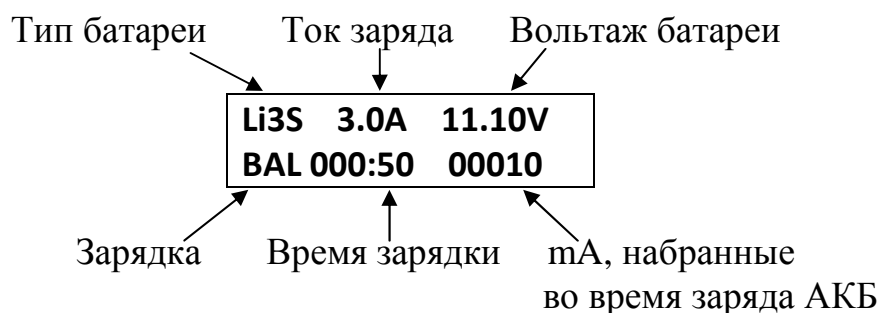 Тип батареи Ток заряда Вольтаж батареи
Li3S 3.0A 11.10V
BAL 000:50 00010
Зарядка Время зарядки mA, набранные
во время заряда АКБ